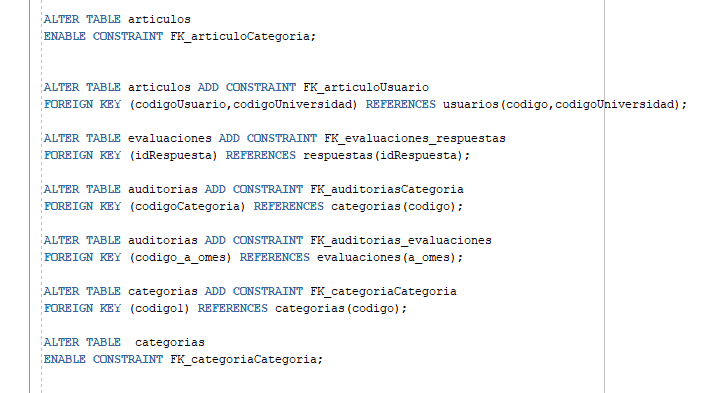 ALTER TABLE articulos
ENABLE CONSTRAINT FK_articuloCategoria;
ALTER TABLE articulos ADD CONSTRAINT FK_articuloUsuario
FOREIGN KEY (codigoUsuario,codigoUniversidad) REFERENCES usuarios(codigo,codigoUniversidad);
ALTER TABLE evaluaciones ADD CONSTRAINT FK_evaluaciones_respuestas
FOREIGN KEY (idRespuesta) REFERENCES respuestas(idRespuesta);
ALTER TABLE auditorias ADD CONSTRAINT FK_auditoriasCategoria
FOREIGN KEY (codigoCategoria) REFERENCES categorias(codigo);
ALTER TABLE auditorias ADD CONSTRAINT FK_auditorias_evaluaciones
FOREIGN KEY (codigo_a_omes) REFERENCES evaluaciones(a_omes);
ALTER TABLE categorias ADD CONSTRAINT FK_categoriaCategoria
FOREIGN KEY (codigo1) REFERENCES categorias(codigo);
ALTER TABLE  categorias
ENABLE CONSTRAINT FK_categoriaCategoria;